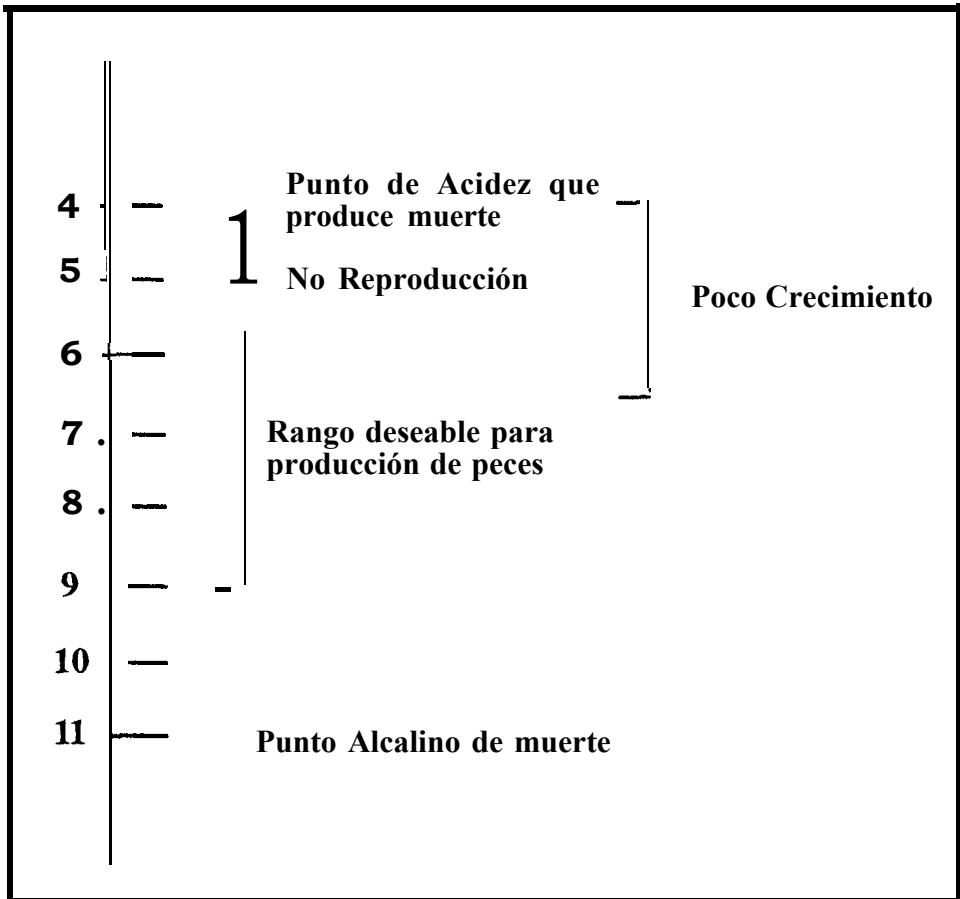 4
Punto de Acidez que
produce muerte
5
No Reproducción
Poco Crecimiento
6
7
Rango deseable para
producción de peces
8
9
10
11
Punto Alcalino de muerte